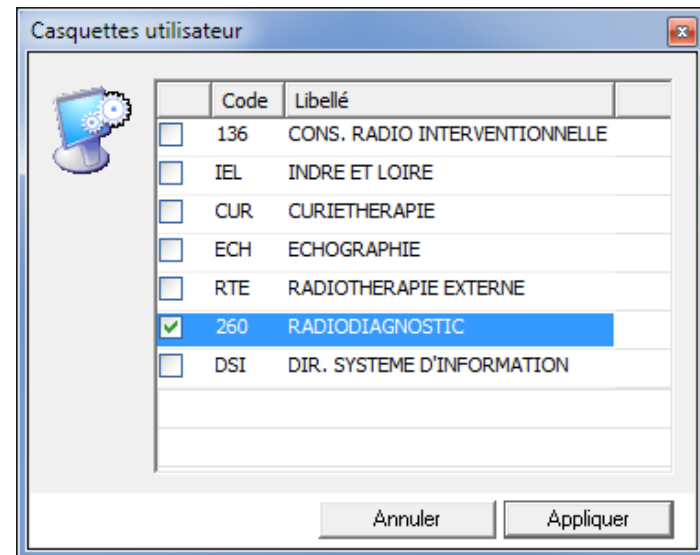 Casquettes utilisateur
Code Libellé
136 CONS. RADIO INTERVENTIONNELLE
IEL INDRE ET LOIRE
CUR CURIETHERAPIE
ECH ECHOGRAPHIE
RTE RADIOTHERAPIE EXTERNE
260 RADIODIAGNOSTIC
DSI DIR. SYSTEME D'INFORMATION
Annuler Appliquer